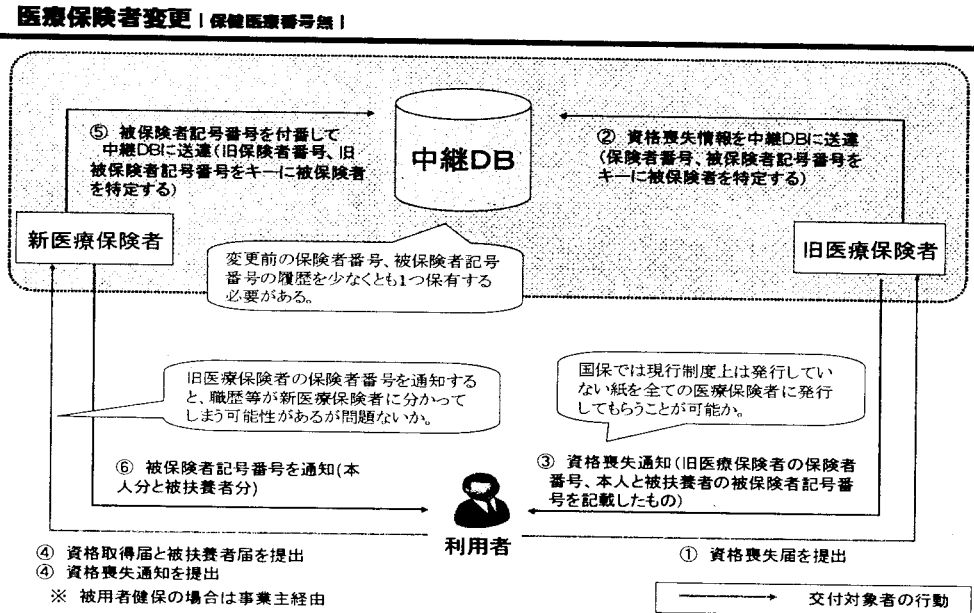 医療保険者変更 | 保健医療番号無 |
⑤ 被保険者記号番号を付番して
中継DBに送達(旧保険者番号、旧
被保険者記号番号をキーに被保険者
を特定する)
中継DB
② 資格喪失情報を中継DBに送達
(保険者番号、被保険者記号番号を
キーに被保険者を特定する)
新医療保険者
旧医療保険者
変更前の保険者番号、被保険者記号
番号の履歴を少なくとも1つ保有する
必要がある。
旧医療保険者の保険者番号を通知する
と、職歴等が新医療保険者に分かって
しまう可能性があるが問題ないか。
国保では現行制度上は発行してい
ない紙を全ての医療保険者に発行
してもらうことが可能か。
⑥ 被保険者記号番号を通知(本
人分と被扶養者分)
③ 資格喪失通知(旧医療保険者の保険者
番号、本人と被扶養者の被保険者記号番
号を記載したもの)
利用者
④ 資格取得届と被扶養者届を提出
④ 資格喪失通知を提出
※ 被用者健保の場合は事業主経由
① 資格喪失届を提出
交付対象者の行動